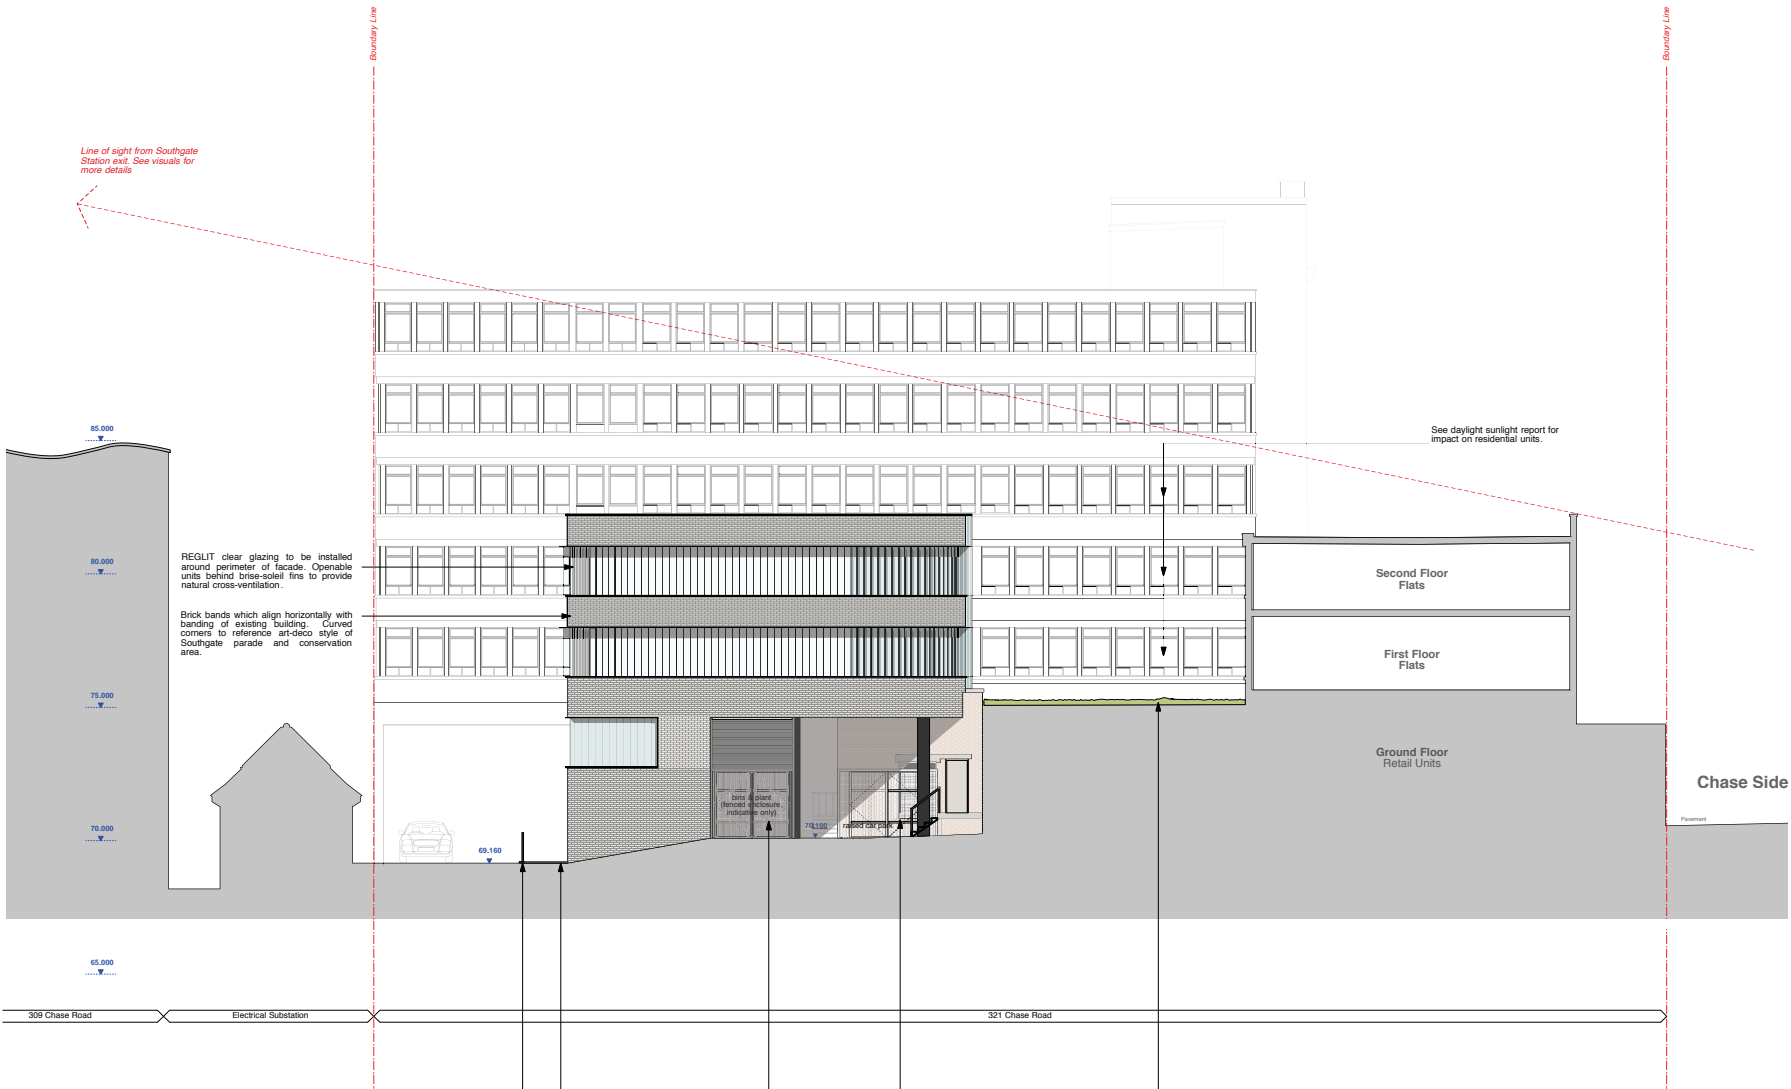 Boundary Line
Boundary Line
Line of sight from Southgate
Station exit. See visuals for
more details
85.000
See daylight sunlight report for
impact on residential units.
REGLIT clear glazing to be installed
around perimeter of facade. Openable
units behind brise-soleil fins to provide
natural cross-ventilation.
80.000
Second Floor
Flats
Brick bands which align horizontally with
banding of existing building. Curved
corners to reference art-deco style of
Southgate parade and conservation
area.
First Floor
Flats
75.000
Ground Floor
Retail Units
Chase Side
bins & plant
(fenced enclosure,
indicative only)
70.000
70.100
raised car park
Pavement
69.160
65.000
309 Chase Road
Electrical Substation
321 Chase Road